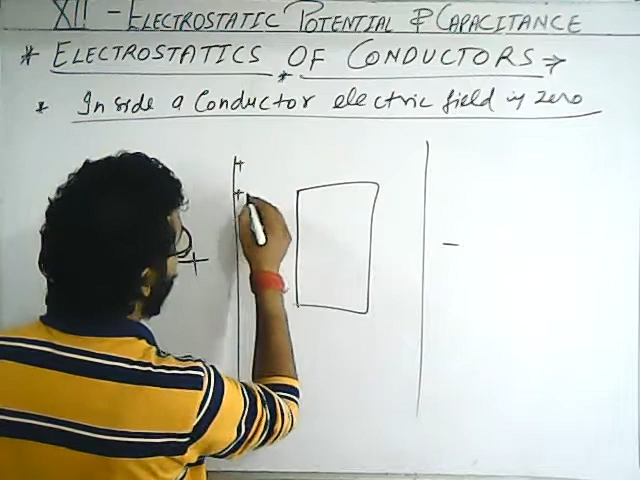 XII - ELECTROSTATIC POTENTIAL & CAPACITANCE
* ELECTROSTATICS OF CONDUCTORS →
* Inside a Conductor electric field is zero
+
+
+
-